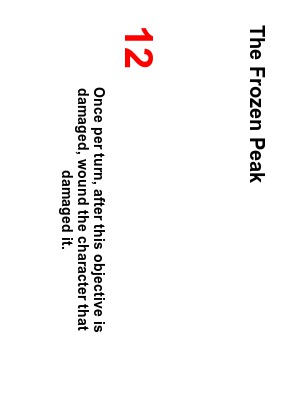 The Frozen Peak
12
Once per turn, after this objective is
damaged, wound the character that
damaged it.